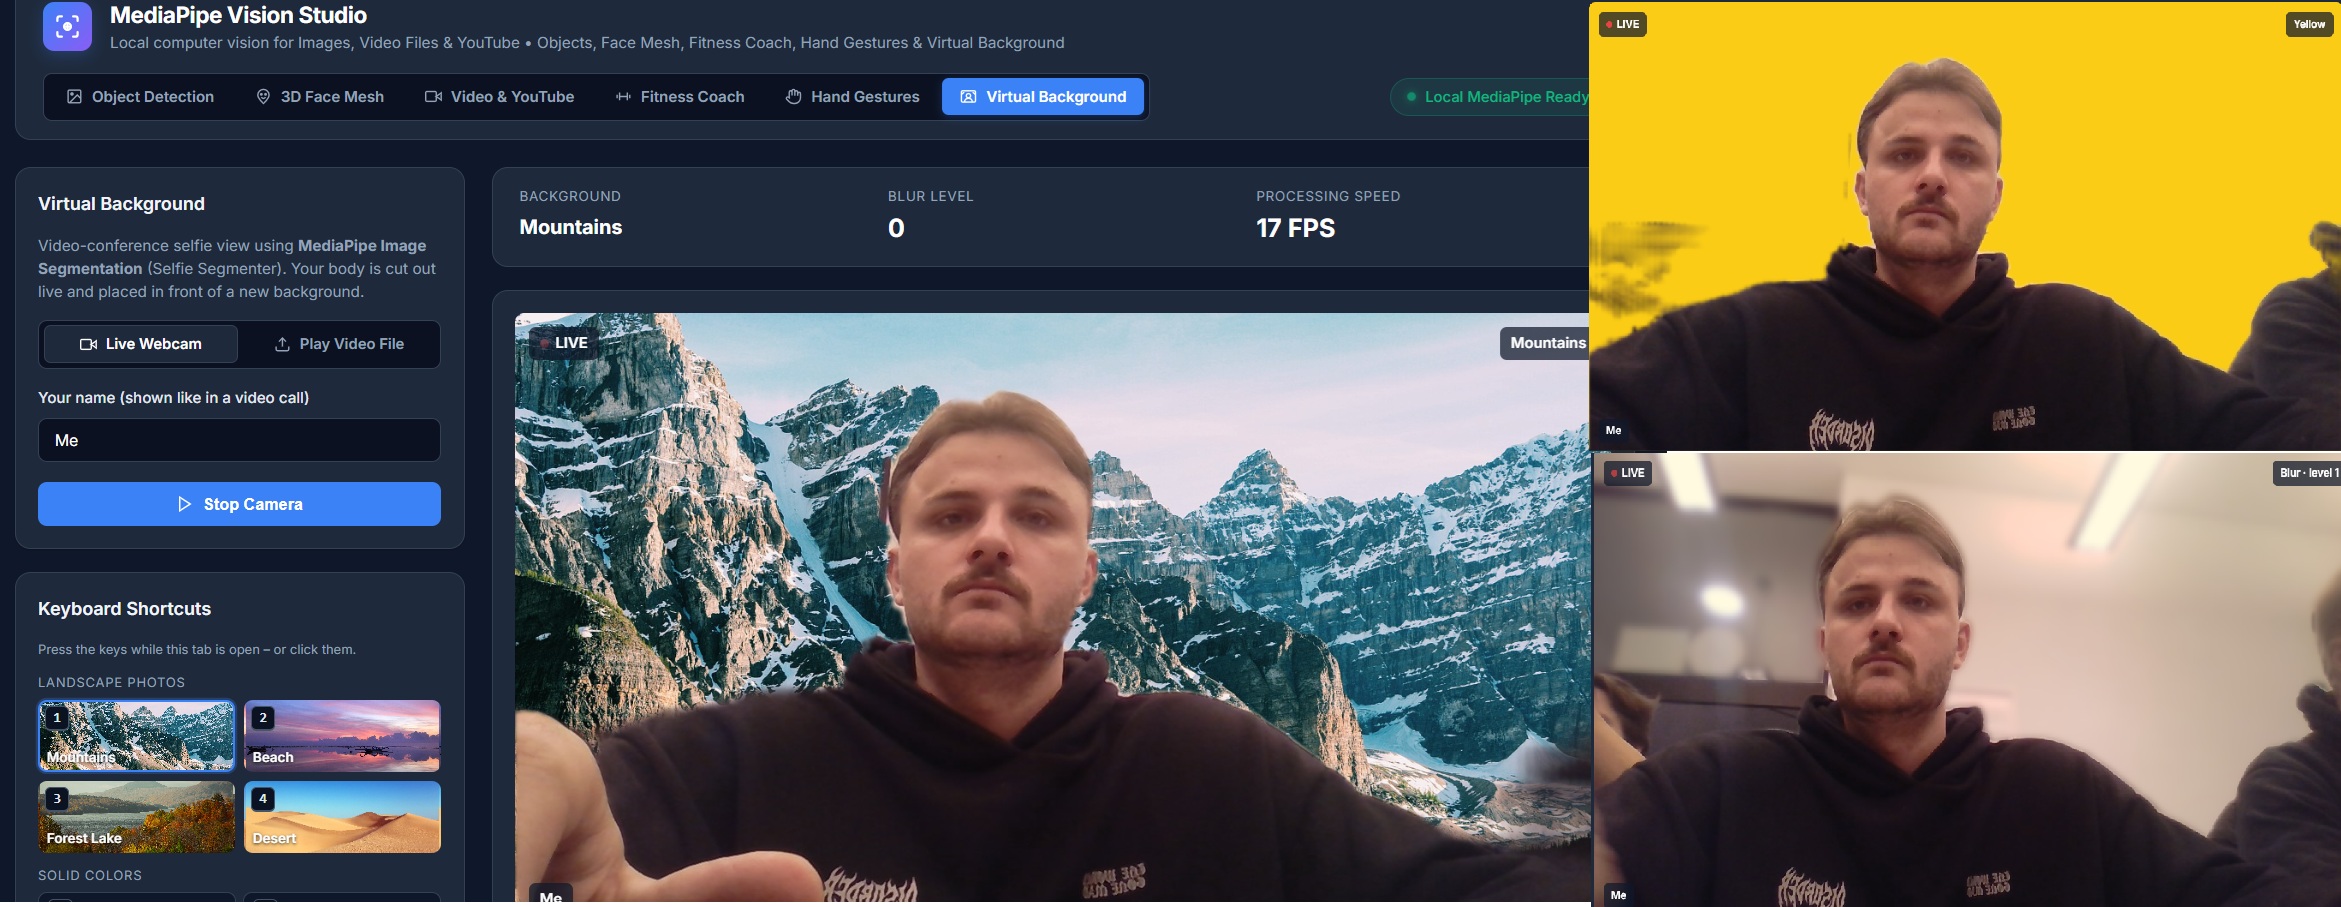 MediaPipe Vision Studio
Local computer vision for Images, Video Files & YouTube • Objects, Face Mesh, Fitness Coach, Hand Gestures & Virtual Background
Object Detection
3D Face Mesh
Video & YouTube
Fitness Coach
Hand Gestures
Virtual Background
Local MediaPipe Ready
Virtual Background
Video-conference selfie view using MediaPipe Image
Segmentation (Selfie Segmenter). Your body is cut out
live and placed in front of a new background.
Live Webcam
Play Video File
Your name (shown like in a video call)
Me
Stop Camera
Keyboard Shortcuts
Press the keys while this tab is open – or click them.
LANDSCAPE PHOTOS
1
Mountains
2
Beach
3
Forest Lake
4
Desert
SOLID COLORS
BACKGROUND
Mountains
BLUR LEVEL
0
PROCESSING SPEED
17 FPS
LIVE
Mountains
DISORDER
Me
LIVE
Yellow
DISORDER
Me
LIVE
Blur · level 1
DISORDER
Me